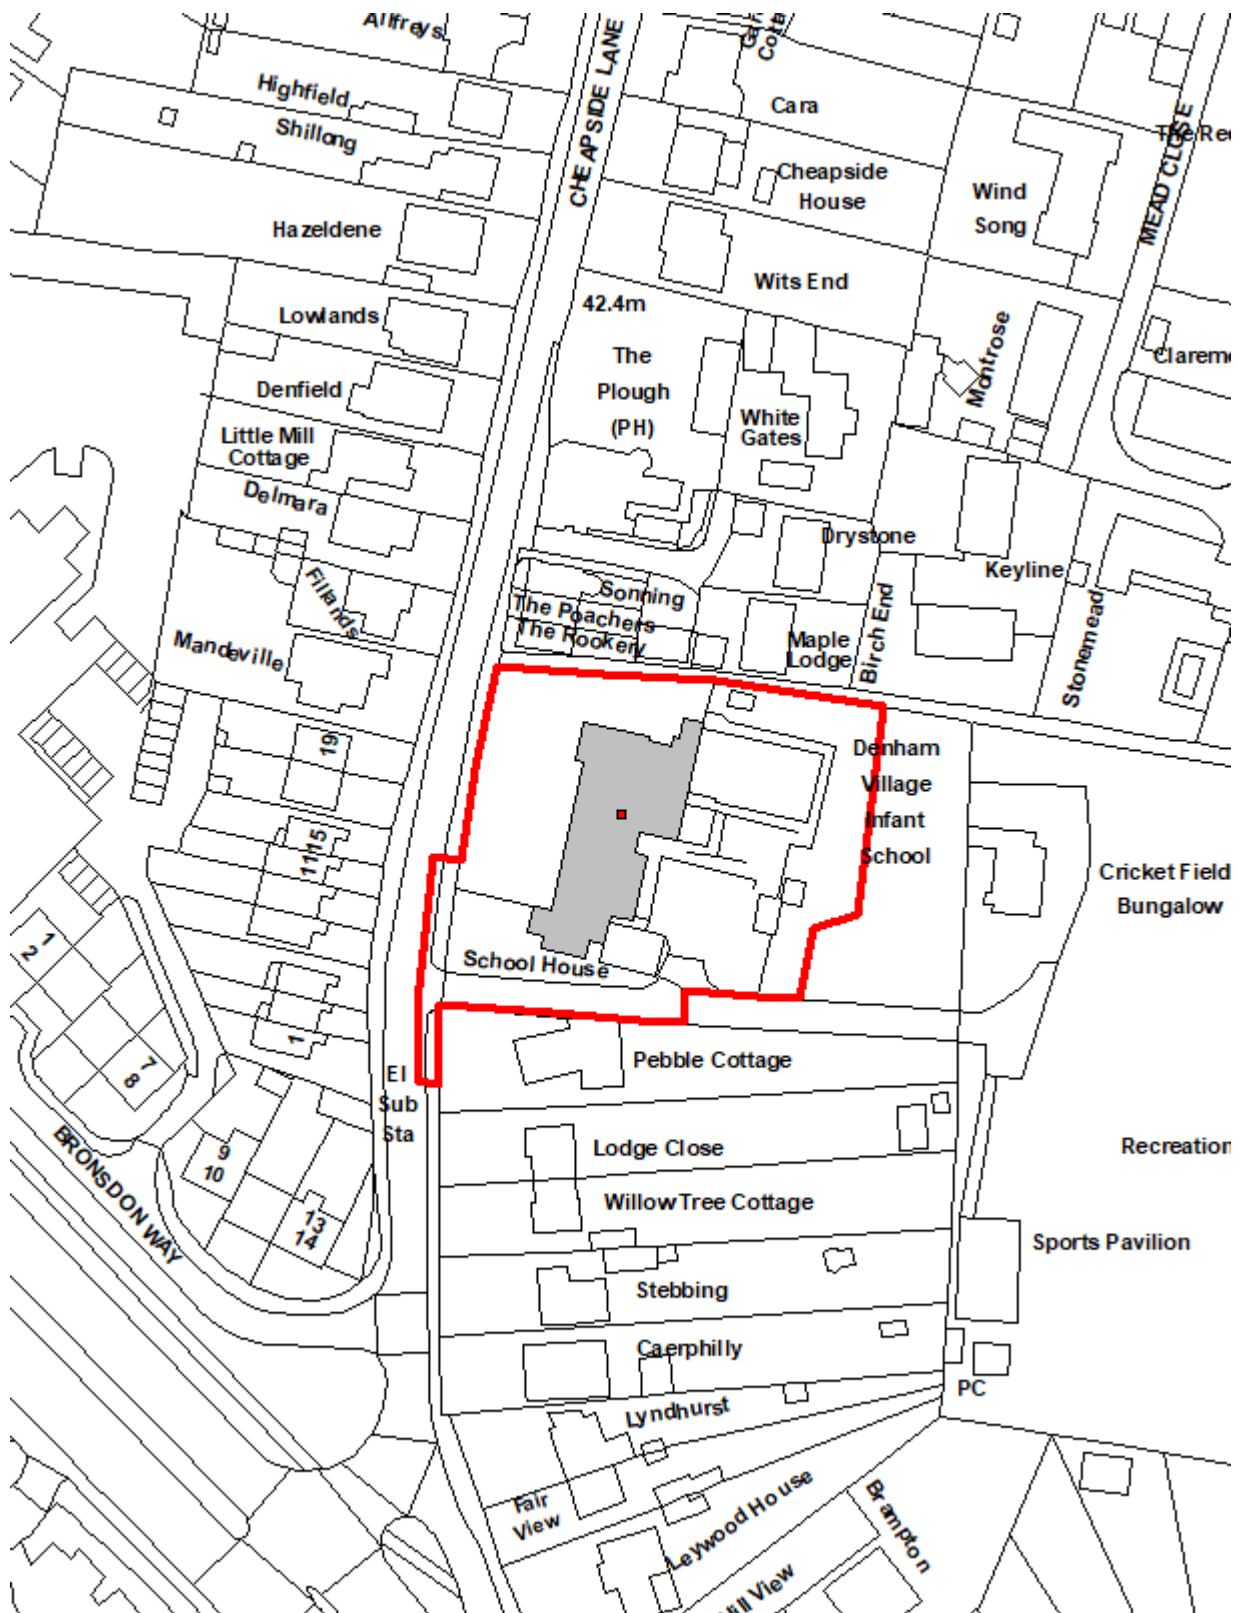 Allfreys
CHEAPSIDE LANE
Highfield
Shillong
Cara
MEAD CLOSE
Cheapside
House
Wind
Song
Hazeldene
Wits End
42.4m
Lowlands
The
Plough
(PH)
Montrose
Denfield
White
Gates
Little Mill
Cottage
Delmara
Drystone
Keyline
Fillands
Sonning
The Poachers
The Rookery
Maple
Lodge
Birch End
Stonemead
Mandeville
19
Denham
Village
Infant
School
1115
Cricket Field
Bungalow
1
2
School House
1
7
8
Pebble Cottage
El
Sub
Sta
BRONSDON WAY
9
10
Lodge Close
Recreation
Willow Tree Cottage
13
14
Sports Pavilion
Stebbing
Caerphilly
PC
Lyndhurst
Fair
View
Leywood House
Brampton